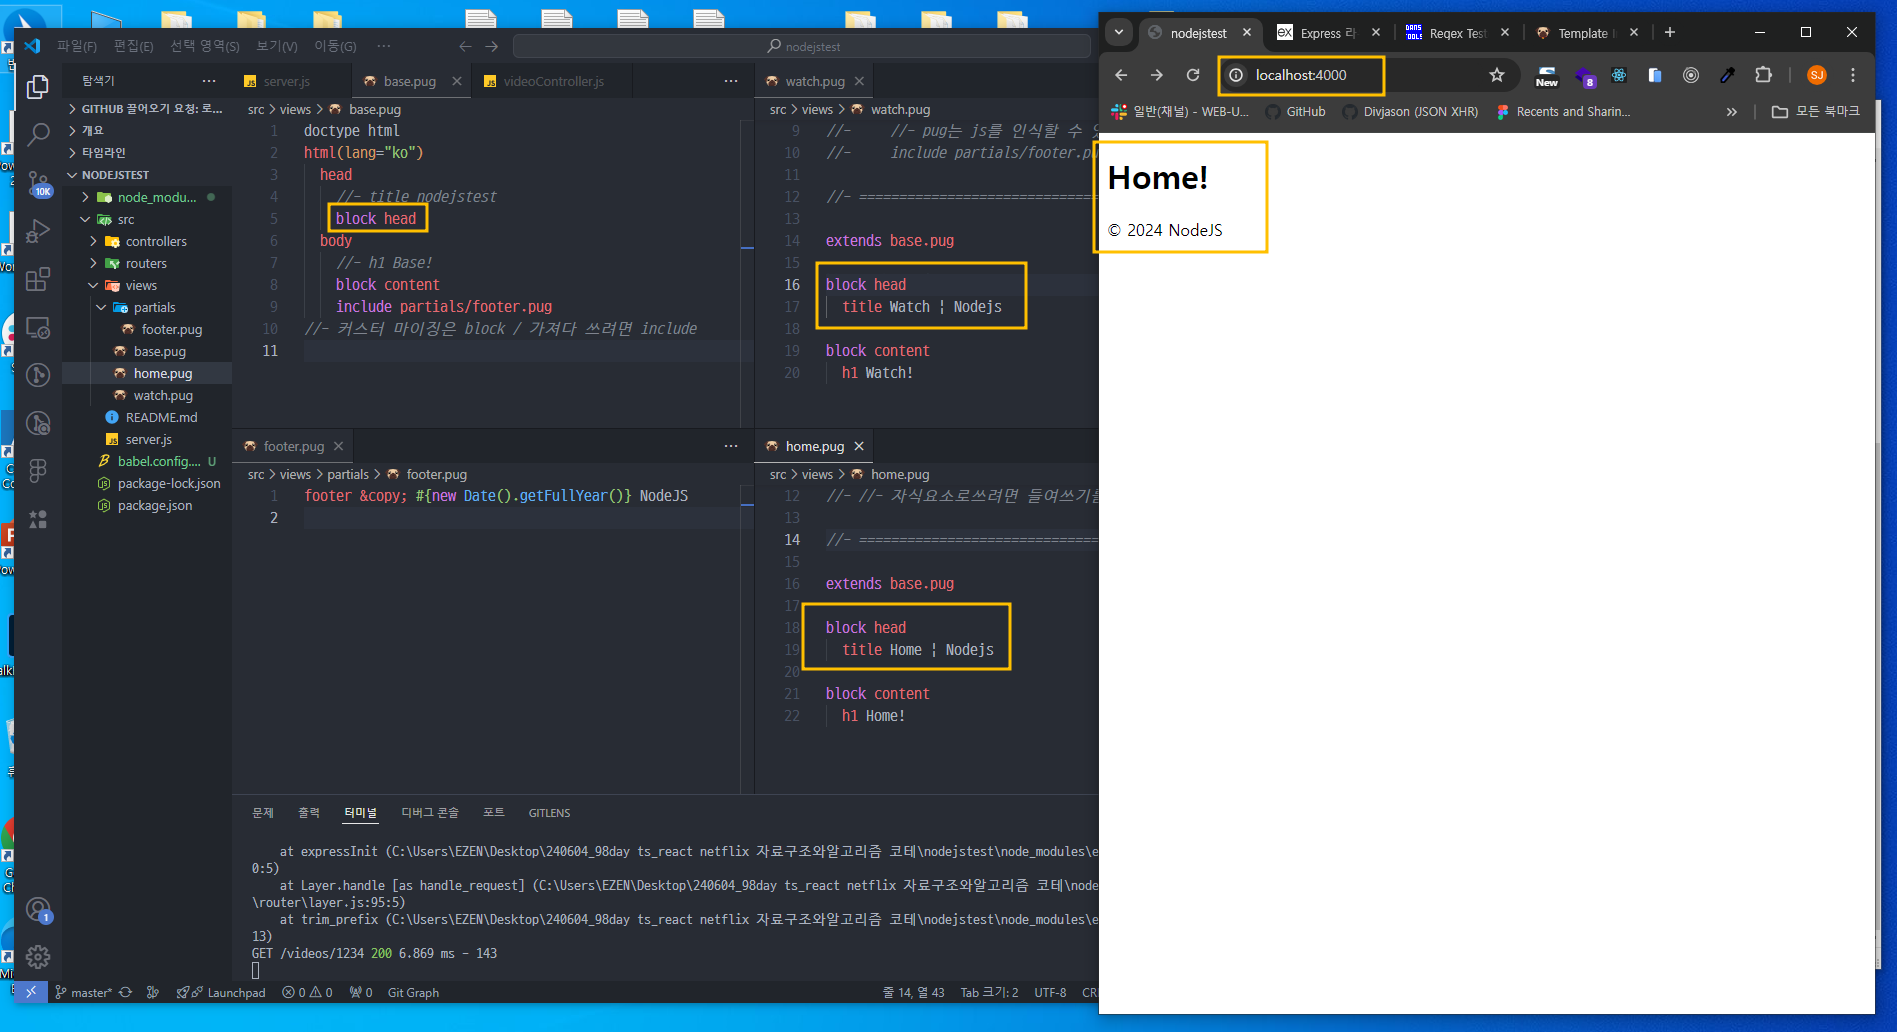 파일(F) 편집(E) 선택 영역(S) 보기(V) 이동(G) ···
nodejstest
탐색기
GITHUB 끌어오기 요청: 로...
개요
타임라인
NODEJSTEST
node_modu...
src
controllers
routers
views
partials
footer.pug
base.pug
home.pug
watch.pug
README.md
server.js
babel.config.... U
package-lock.json
package.json
10K
1
server.js
base.pug
videoController.js
src > views > base.pug
1 doctype html
2 html(lang="ko")
3 head
4 //- title nodejstest
5 block head
6 body
7 //- h1 Base!
8 block content
9 include partials/footer.pug
10 //- 커스터 마이징은 block / 가져다 쓰려면 include
11
watch.pug
src > views > watch.pug
9 //- //- pug는 js를 인식할 수
10 //- include partials/footer.pu
11
12 //- ==============================
13
14 extends base.pug
15
16 block head
17 title Watch ¦ Nodejs
18
19 block content
20 h1 Watch!
footer.pug
src > views > partials > footer.pug
1 footer &copy; #{new Date().getFullYear()} NodeJS
2
home.pug
src > views > home.pug
12 //- //- 자식요소로쓰려면 들여쓰기를
13
14 //- ==============================
15
16 extends base.pug
17
18 block head
19 title Home ¦ Nodejs
20
21 block content
22 h1 Home!
문제 출력 터미널 디버그 콘솔 포트 GITLENS
at expressInit (C:\Users\EZEN\Desktop\240604_98day ts_react netflix 자료구조와알고리즘 코테\nodejstest\node_modules\e
0:5)
at Layer.handle [as handle_request] (C:\Users\EZEN\Desktop\240604_98day ts_react netflix 자료구조와알고리즘 코테\node
\router\layer.js:95:5)
at trim_prefix (C:\Users\EZEN\Desktop\240604_98day ts_react netflix 자료구조와알고리즘 코테\nodejstest\node_modules\e
13)
GET /videos/1234 200 6.869 ms - 143
master* Launchpad 0 0 0 Git Graph
줄 14, 열 43 Tab 크기: 2 UTF-8 CR
nodejstest
Express 라
Regex Test
Template I
localhost:4000
New
8
SJ
일반(채널) - WEB-U... GitHub Divjason (JSON XHR) Recents and Sharin... » 모든 북마크
Home!
© 2024 NodeJS